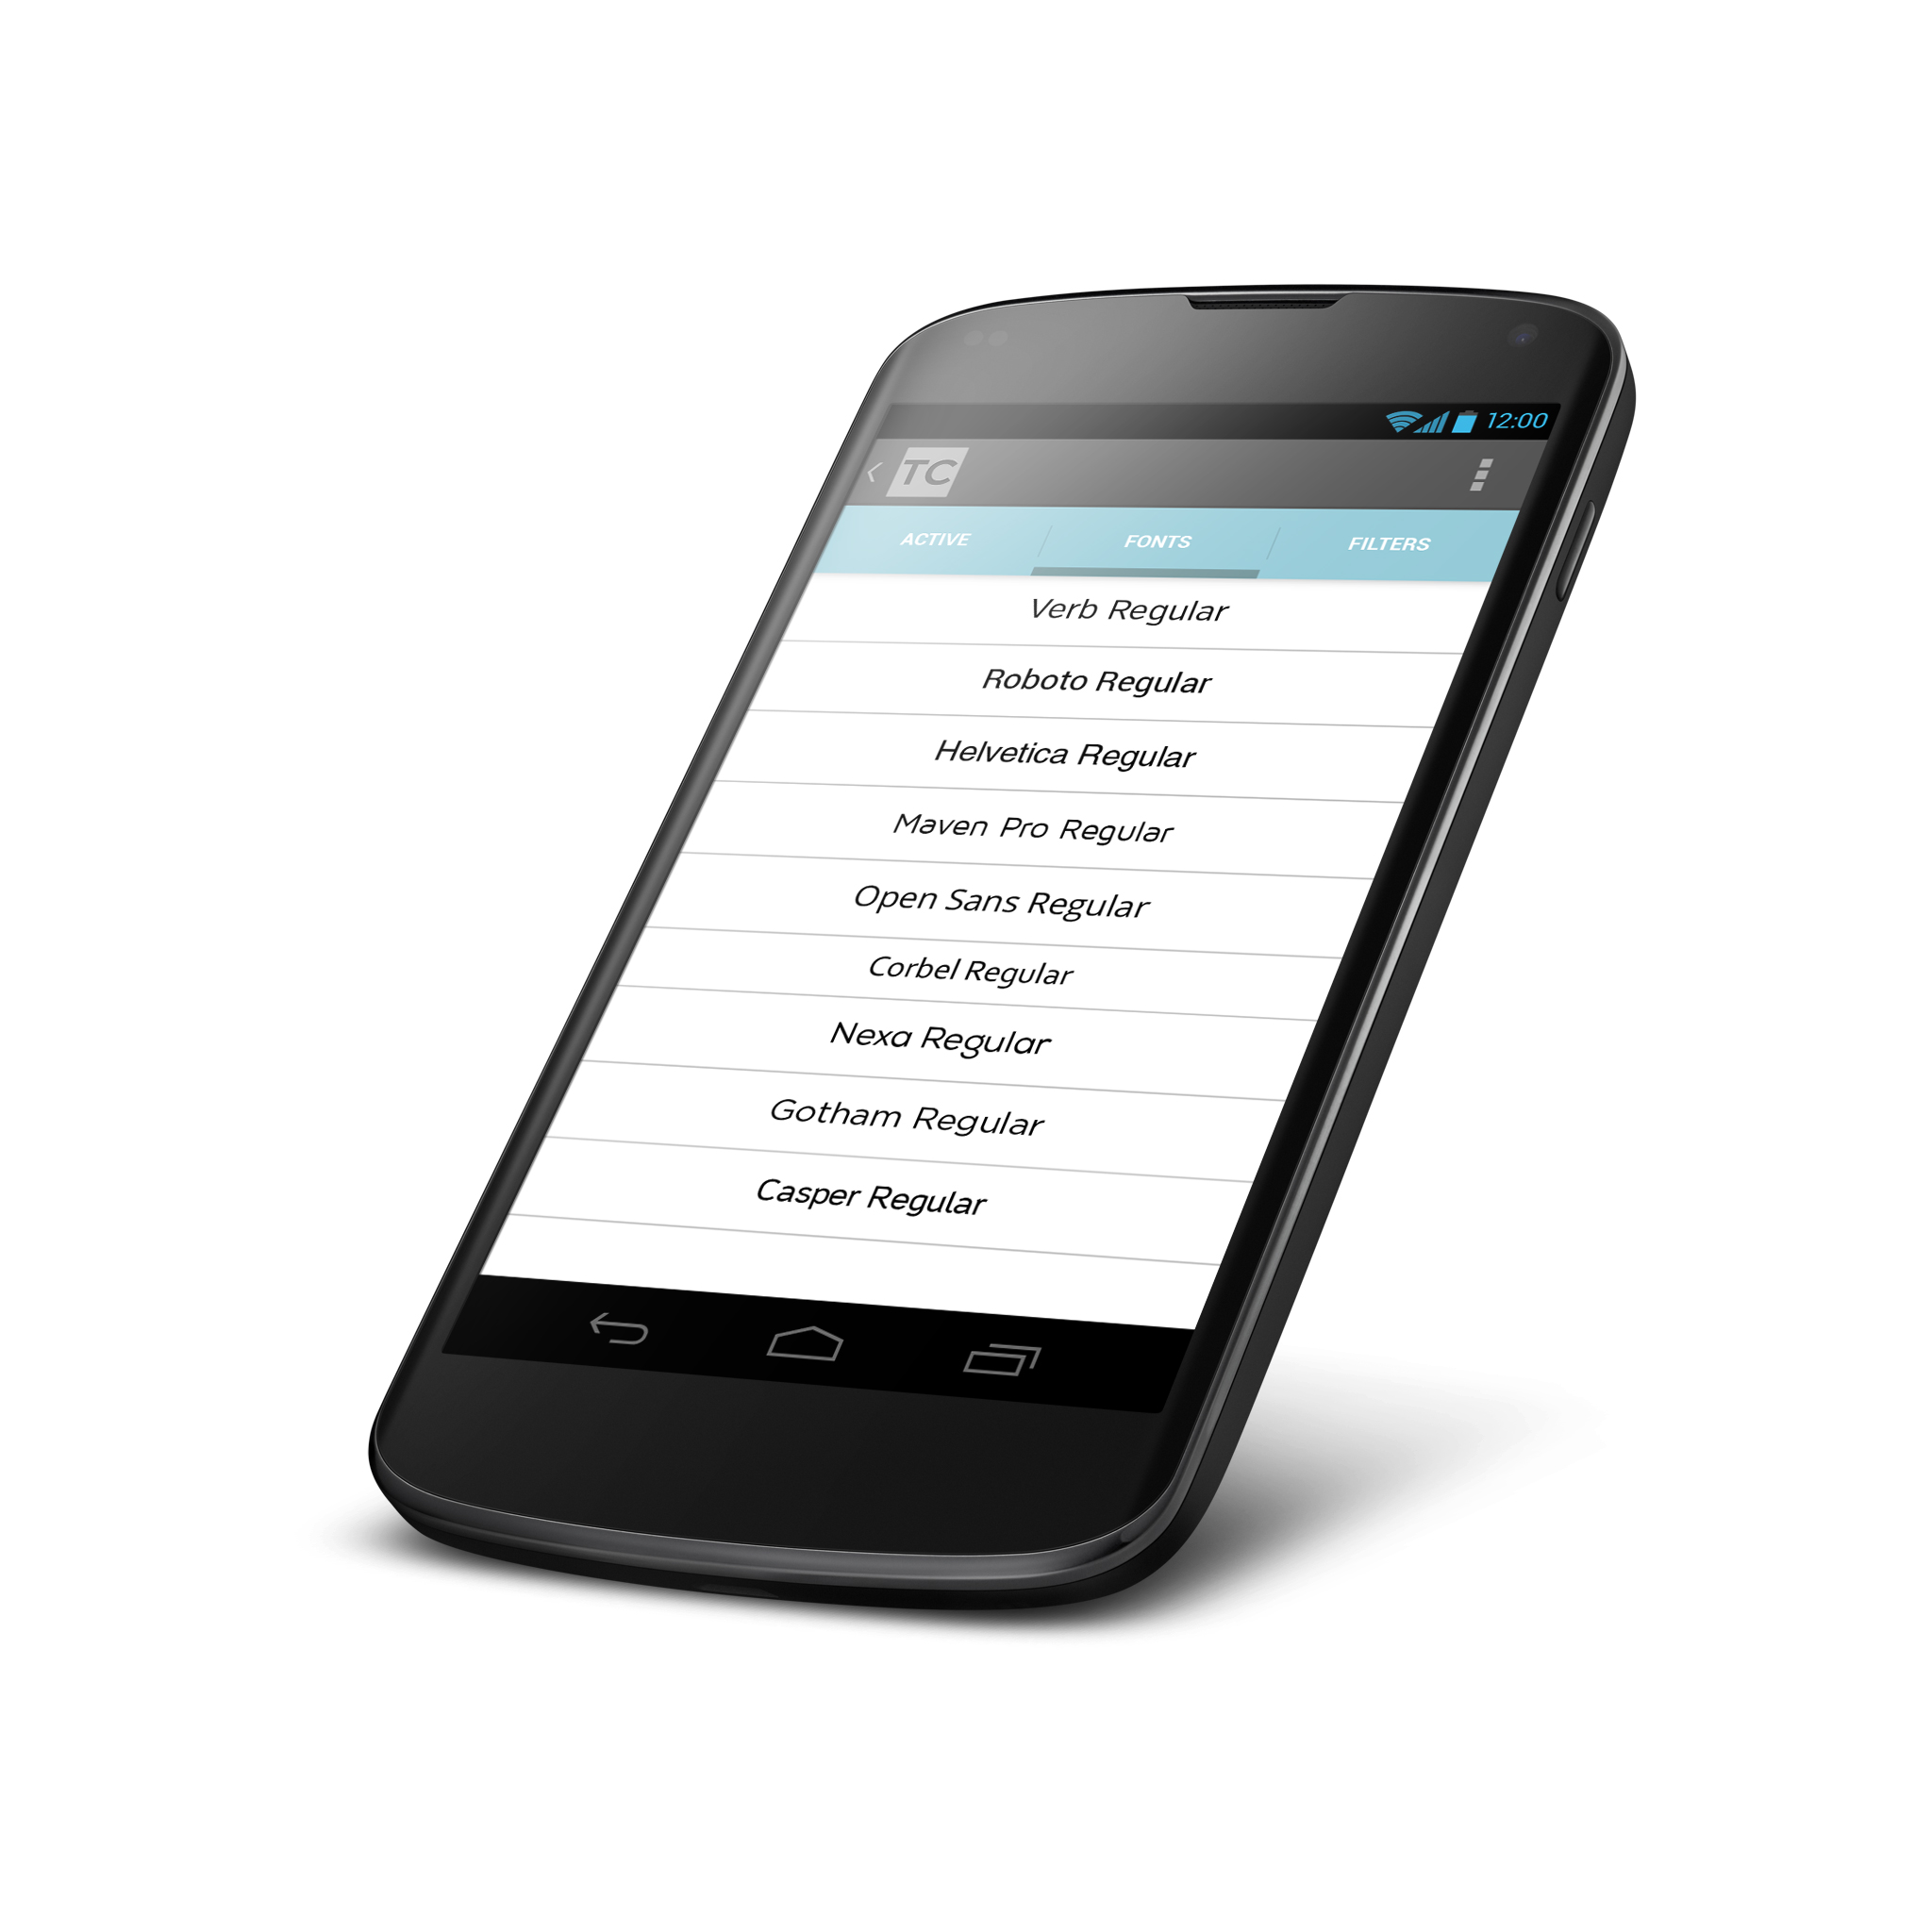 12:00
TC
ACTIVE FONTS FILTERS
Verb Regular
Roboto Regular
Helvetica Regular
Maven Pro Regular
Open Sans Regular
Corbel Regular
Nexa Regular
Gotham Regular
Casper Regular